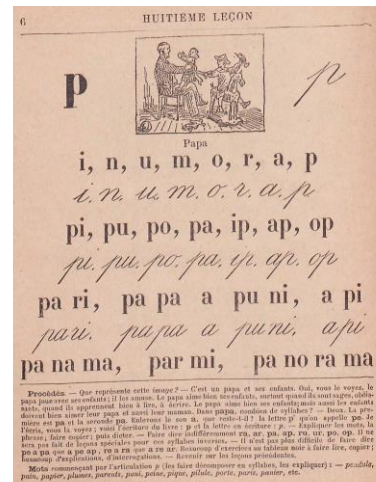 6
HUITIÈME LEÇON
p
p
Papa
i, n, u, m, o, r, a, p
i. n. u. m. o. r. a. p
pi, pu, po, pa, ip, ap, op
pi. pu. po. pa. ip. ap. op
pa ri, pa pa a pu ni, a pi
pari. papa a puni. api
pa na ma, par mi, pa no ra ma
Procédés. — Que représente cette image? — C'est un papa et ses enfants. Oui, vous le voyez, le
papa joue avec ses enfants; il les amuse. Le papa aime bien ses enfants, surtout quand ils sont sages, obéis-
sants, quand ils apprennent bien à lire, à écrire. Le papa aime bien ses enfants; mais aussi les enfants
doivent bien aimer leur papa et aussi leur maman. Dans papa, combien de syllabes? — Deux. La pre-
mière est pa et la seconde pa. Enlevons le son a, que reste-t-il? la lettre p qu'on appelle pe. Je
l'écris, vous la voyez; voici l'écriture du livre: p et la lettre en écriture: p. — Expliquer les mots, la
phrase; faire copier; puis dicter. — Faire dire indifféremment ra, ar, pa, ap, ru, ur, po, op. Il ne
sera pas fait de leçons spéciales pour ces syllabes inverses. — Il n'est pas plus difficile de faire dire
pe a pa que a pe ap, re a ra que a re ar. Beaucoup d'exercices au tableau noir à faire lire, copier;
beaucoup d'explications, d'interrogations. — Revenir sur les leçons précédentes.
Mots commençant par l'articulation p (les faire décomposer en syllabes, les expliquer): — pendule,
pain, papier, plumes, parents, pani, peine, pique, pilule, porte, paris, panier, etc.